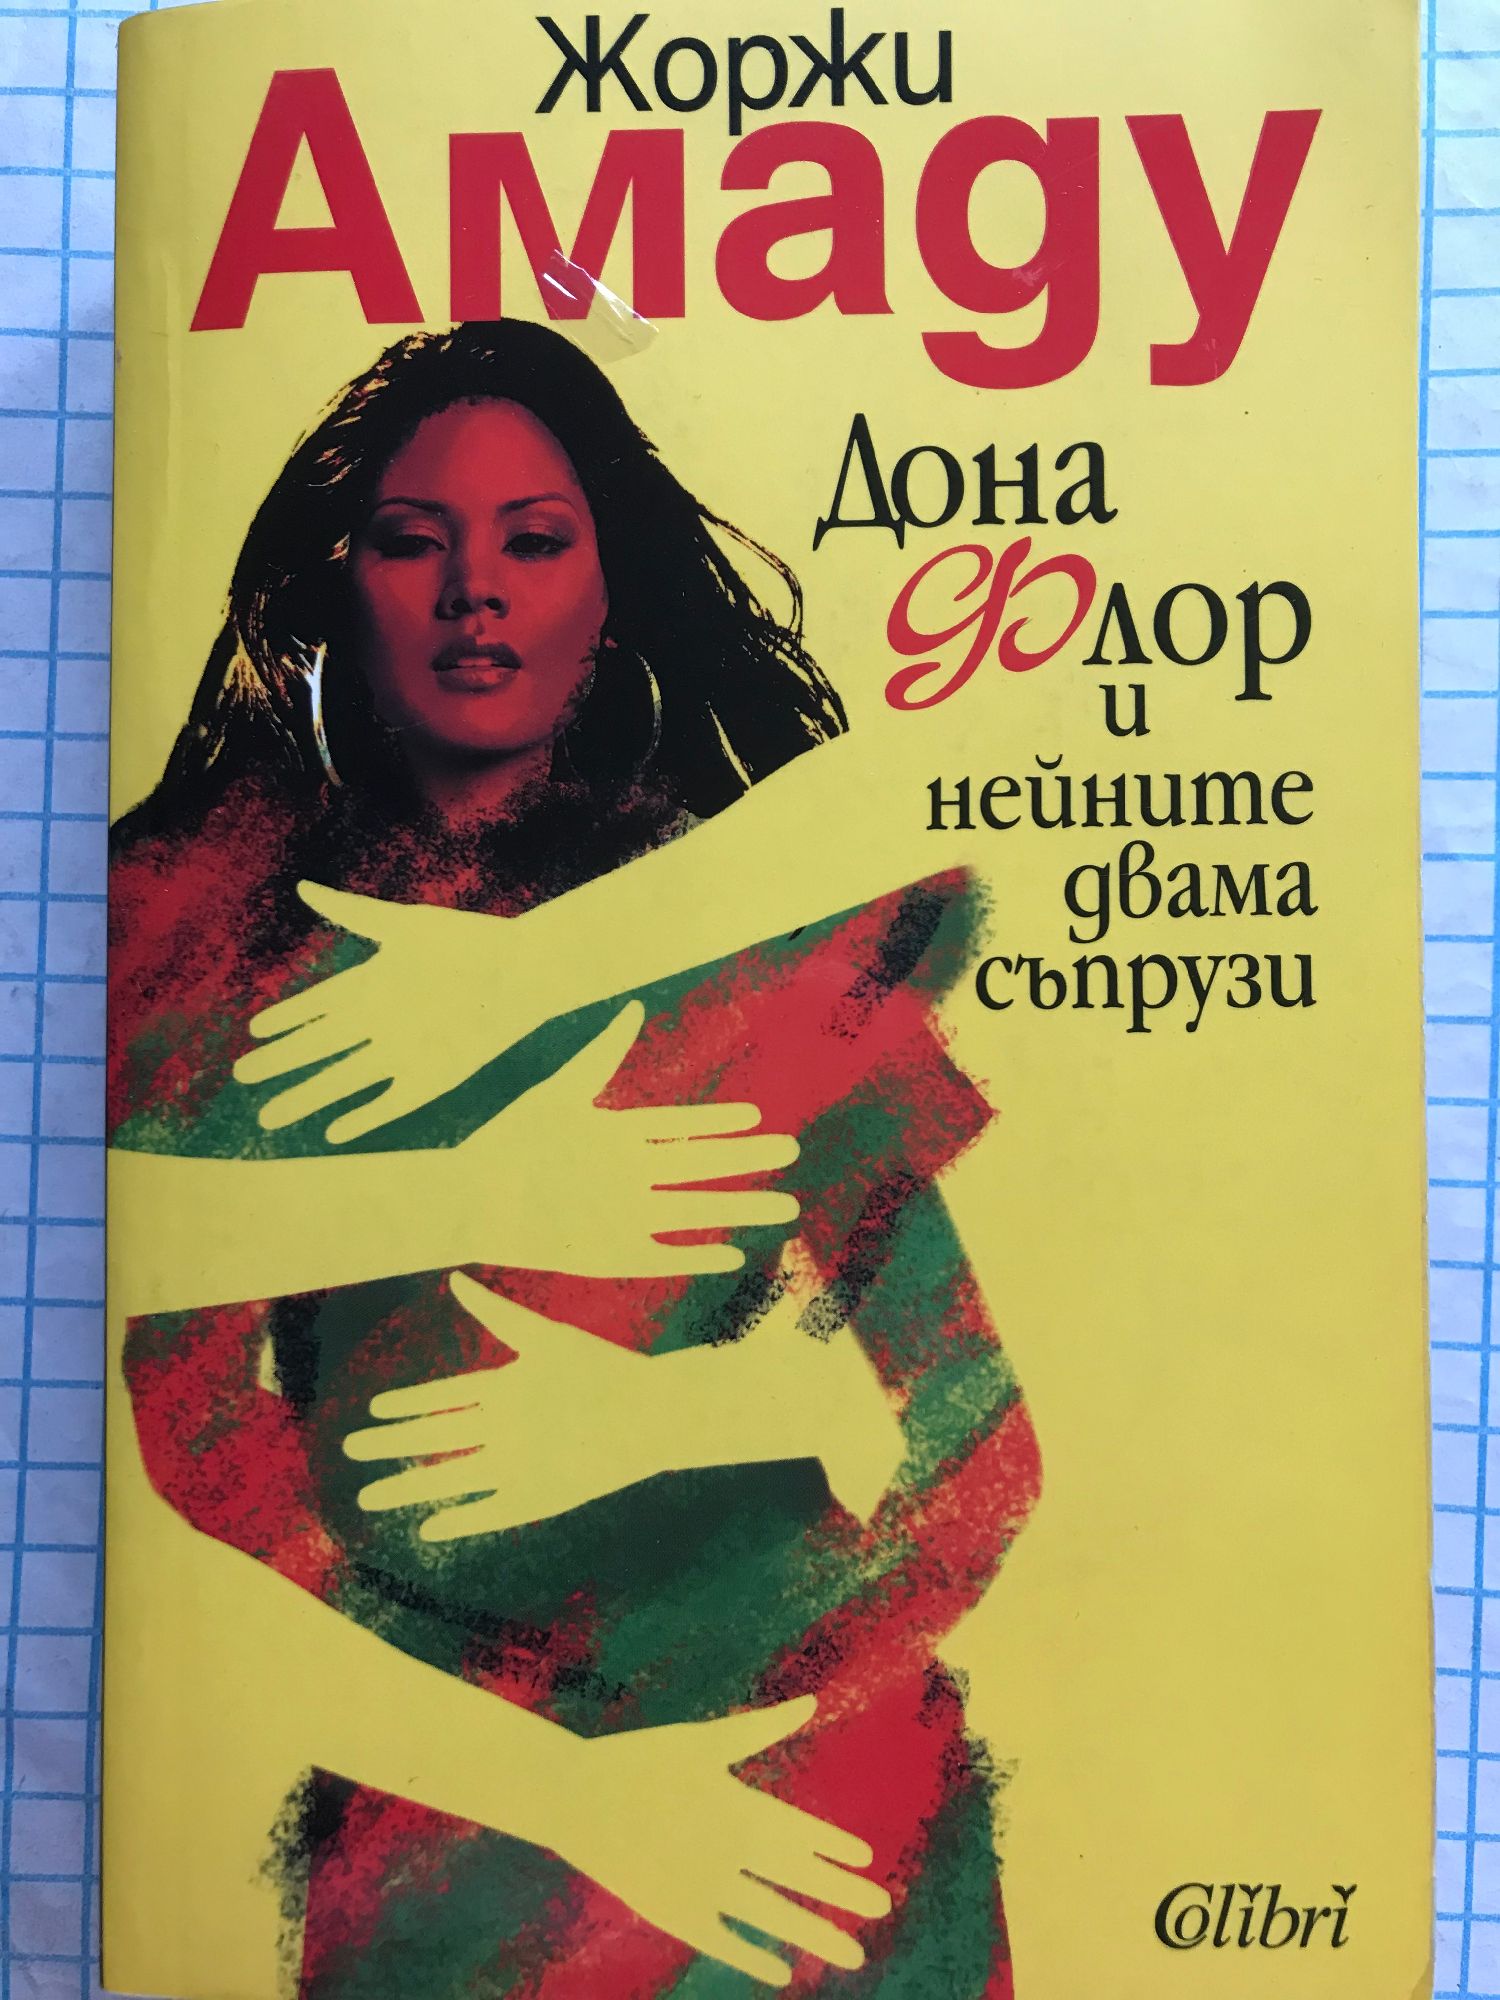 Жоржи
Амаду
Дона
Флор
и
нейните
двама
съпрузи
Colibri